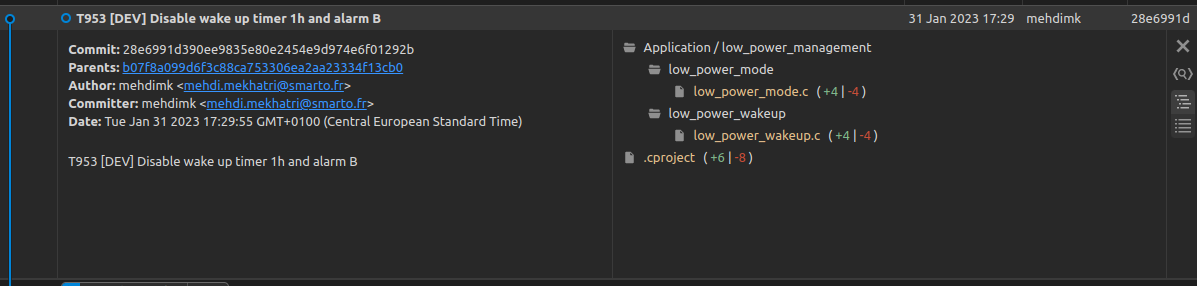 T953 [DEV] Disable wake up timer 1h and alarm B 31 Jan 2023 17:29 mehdimk 28e6991d
Commit: 28e6991d390ee9835e80e2454e9d974e6f01292b
Parents: b07f8a099d6f3c88ca753306ea2aa23334f13cb0
Author: mehdimk <mehdi.mekhatri@smarto.fr>
Committer: mehdimk <mehdi.mekhatri@smarto.fr>
Date: Tue Jan 31 2023 17:29:55 GMT+0100 (Central European Standard Time)
T953 [DEV] Disable wake up timer 1h and alarm B
Application / low_power_management
low_power_mode
low_power_mode.c (+4|-4)
low_power_wakeup
low_power_wakeup.c (+4|-4)
.cproject (+6|-8)